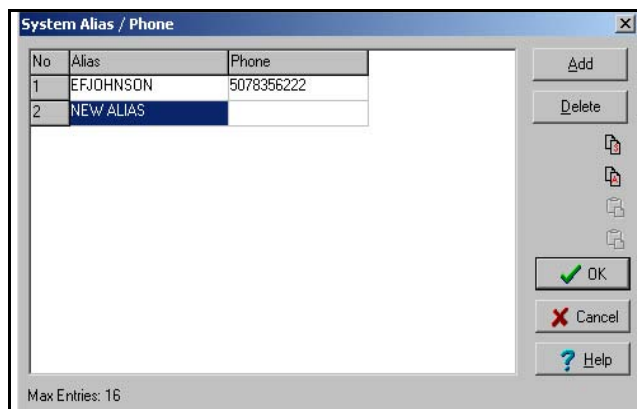 System Alias / Phone
No Alias Phone
1 EFJOHNSON 5078356222
2 NEW ALIAS
Add
Delete
OK
Cancel
Help
Max Entries: 16